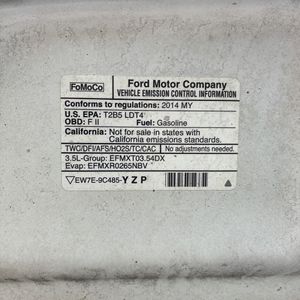 FoMoCo
Ford Motor Company
VEHICLE EMISSION CONTROL INFORMATION
Conforms to regulations: 2014 MY
U.S. EPA: T2B5 LDT4
OBD: F II Fuel: Gasoline
California: Not for sale in states with
California emissions standards.
TWC/DFI/AFS/HO2S/TC/CAC No adjustments needed.
3.5L-Group: EFMXT03.54DX
Evap: EFMXR0265NBV
EW7E-9C485-YZP